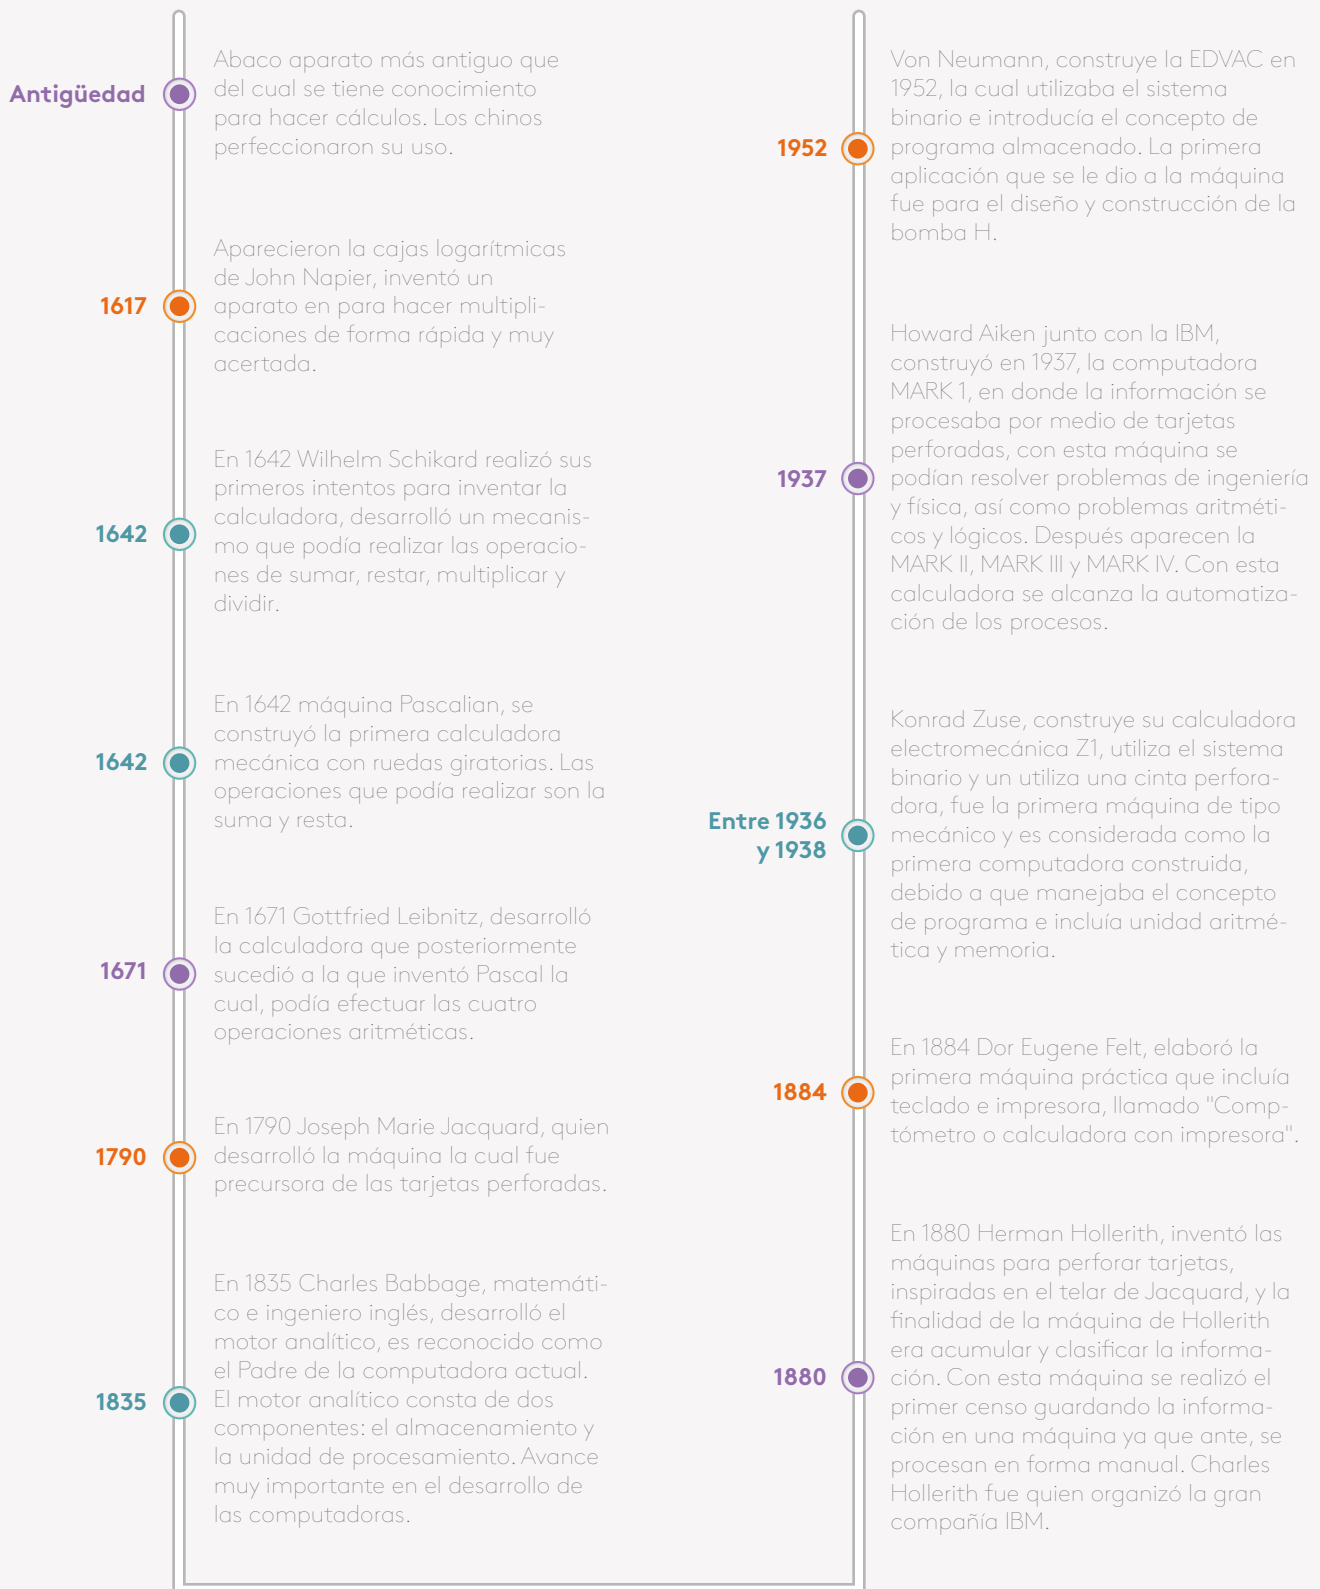 Antigüedad
Abaco aparato más antiguo que
del cual se tiene conocimiento
para hacer cálculos. Los chinos
perfeccionaron su uso.
1617
Aparecieron la cajas logarítmicas
de John Napier, inventó un
aparato en para hacer multipli-
caciones de forma rápida y muy
acertada.
1642
En 1642 Wilhelm Schikard realizó sus
primeros intentos para inventar la
calculadora, desarrolló un mecanis-
mo que podía realizar las operacio-
nes de sumar, restar, multiplicar y
dividir.
1642
En 1642 máquina Pascalian, se
construyó la primera calculadora
mecánica con ruedas giratorias. Las
operaciones que podía realizar son la
suma y resta.
1671
En 1671 Gottfried Leibnitz, desarrolló
la calculadora que posteriormente
sucedió a la que inventó Pascal la
cual, podía efectuar las cuatro
operaciones aritméticas.
1790
En 1790 Joseph Marie Jacquard, quien
desarrolló la máquina la cual fue
precursora de las tarjetas perforadas.
1835
En 1835 Charles Babbage, matemáti-
co e ingeniero inglés, desarrolló el
motor analítico, es reconocido como
el Padre de la computadora actual.
El motor analítico consta de dos
componentes: el almacenamiento y
la unidad de procesamiento. Avance
muy importante en el desarrollo de
las computadoras.
1952
Von Neumann, construye la EDVAC en
1952, la cual utilizaba el sistema
binario e introducía el concepto de
programa almacenado. La primera
aplicación que se le dio a la máquina
fue para el diseño y construcción de la
bomba H.
1937
Howard Aiken junto con la IBM,
construyó en 1937, la computadora
MARK 1, en donde la información se
procesaba por medio de tarjetas
perforadas, con esta máquina se
podían resolver problemas de ingeniería
y física, así como problemas aritméti-
cos y lógicos. Después aparecen la
MARK II, MARK III y MARK IV. Con esta
calculadora se alcanza la automatiza-
ción de los procesos.
Entre 1936
y 1938
Konrad Zuse, construye su calculadora
electromecánica Z1, utiliza el sistema
binario y un utiliza una cinta perfora-
dora, fue la primera máquina de tipo
mecánico y es considerada como la
primera computadora construida,
debido a que manejaba el concepto
de programa e incluía unidad aritmé-
tica y memoria.
1884
En 1884 Dor Eugene Felt, elaboró la
primera máquina práctica que incluía
teclado e impresora, llamado "Comp-
tómetro o calculadora con impresora".
1880
En 1880 Herman Hollerith, inventó las
máquinas para perforar tarjetas,
inspiradas en el telar de Jacquard, y la
finalidad de la máquina de Hollerith
era acumular y clasificar la informa-
ción. Con esta máquina se realizó el
primer censo guardando la informa-
ción en una máquina ya que ante, se
procesan en forma manual. Charles
Hollerith fue quien organizó la gran
compañía IBM.